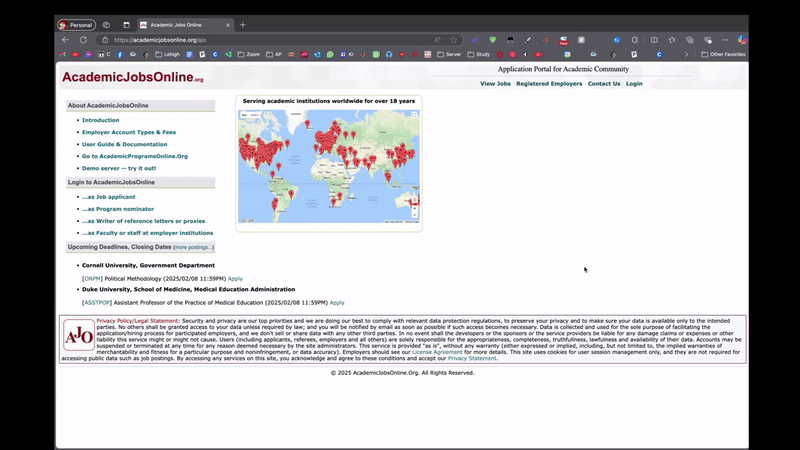 Personal
Academic Jobs Online
https://academicjobsonline.org/ajo
Lehigh
Zoom
AP
KI
Server
Study
Other Favorites
AcademicJobsOnline.org
Application Portal for Academic Community
View Jobs Registered Employers Contact Us Login
About AcademicJobsOnline
Introduction
Employer Account Types & Fees
User Guide & Documentation
Go to AcademicProgramsOnline.Org
Demo server -- try it out!
Login to AcademicJobsOnline
...as Job applicant
...as Program nominator
...as Writer of reference letters or proxies
...as Faculty or staff at employer institutions
Upcoming Deadlines, Closing Dates (more postings...)
Cornell University, Government Department
[ORPM] Political Methodology (2025/02/08 11:59PM) Apply
Duke University, School of Medicine, Medical Education Administration
[ASSTPOP] Assistant Professor of the Practice of Medical Education (2025/02/08 11:59PM) Apply
Serving academic institutions worldwide for over 18 years
AJO
Privacy Policy/Legal Statement: Security and privacy are our top priorities and we are doing our best to comply with relevant data protection regulations, to preserve your privacy and to make sure your data is available only to the intended
parties. No others shall be granted access to your data unless required by law; and you will be notified by email as soon as possible if such access becomes necessary. Data is collected and used for the sole purpose of facilitating the
application/hiring process for participated employers, and we don't sell or share data with any other third parties. In no event shall the developers or the sponsors or the service providers be liable for any damage claims or expenses or other
liability this service might or might not cause. Users (including applicants, referees, employers and all others) are solely responsible for the appropriateness, completeness, truthfulness, lawfulness and availability of their data. Accounts may be
suspended or terminated at any time for any reason deemed necessary by the site administrators. This service is provided "as is", without any warranty (either expressed or implied, including, but not limited to, the implied warranties of
merchantability and fitness for a particular purpose and noninfringement, or data accuracy). Employers should see our License Agreement for more details. This site uses cookies for user session management only, and they are not required for
accessing public data such as job postings. By accessing any services on this site, you acknowledge and agree to these conditions and accept our Privacy Statement.
© 2025 AcademicJobsOnline.Org. All Rights Reserved.